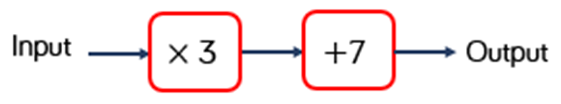 Input × 3 +7 Output